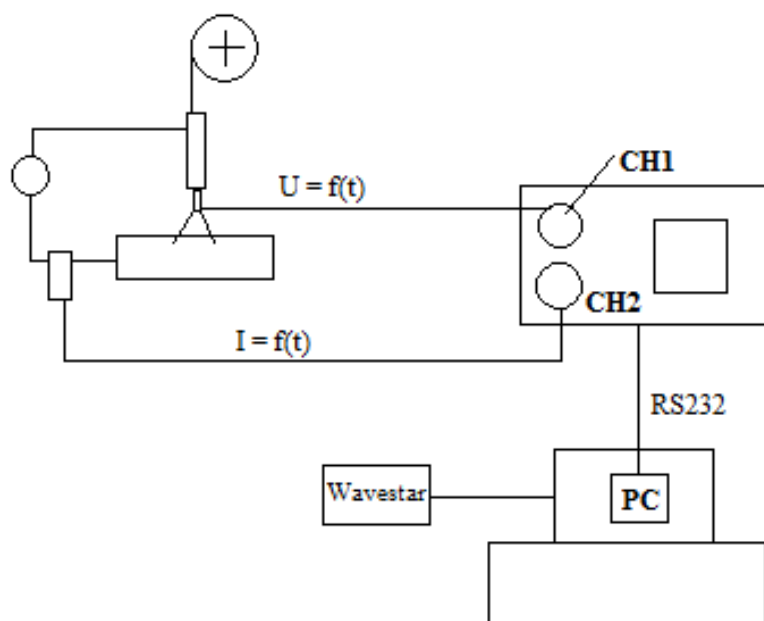 CH1
U = f(t)
CH2
I = f(t)
RS232
Wavestar
PC